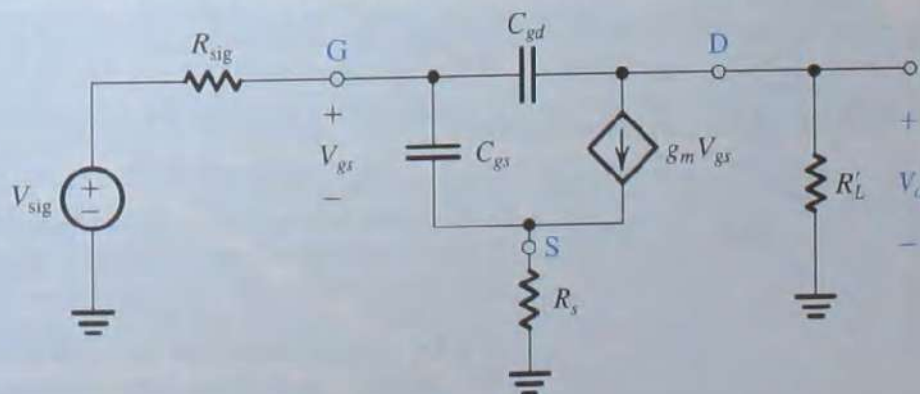 R_sig
G
C_gd
D
+
V_gs
−
C_gs
g_m V_gs
V_sig
+
−
R'_L
+
−
S
R_s